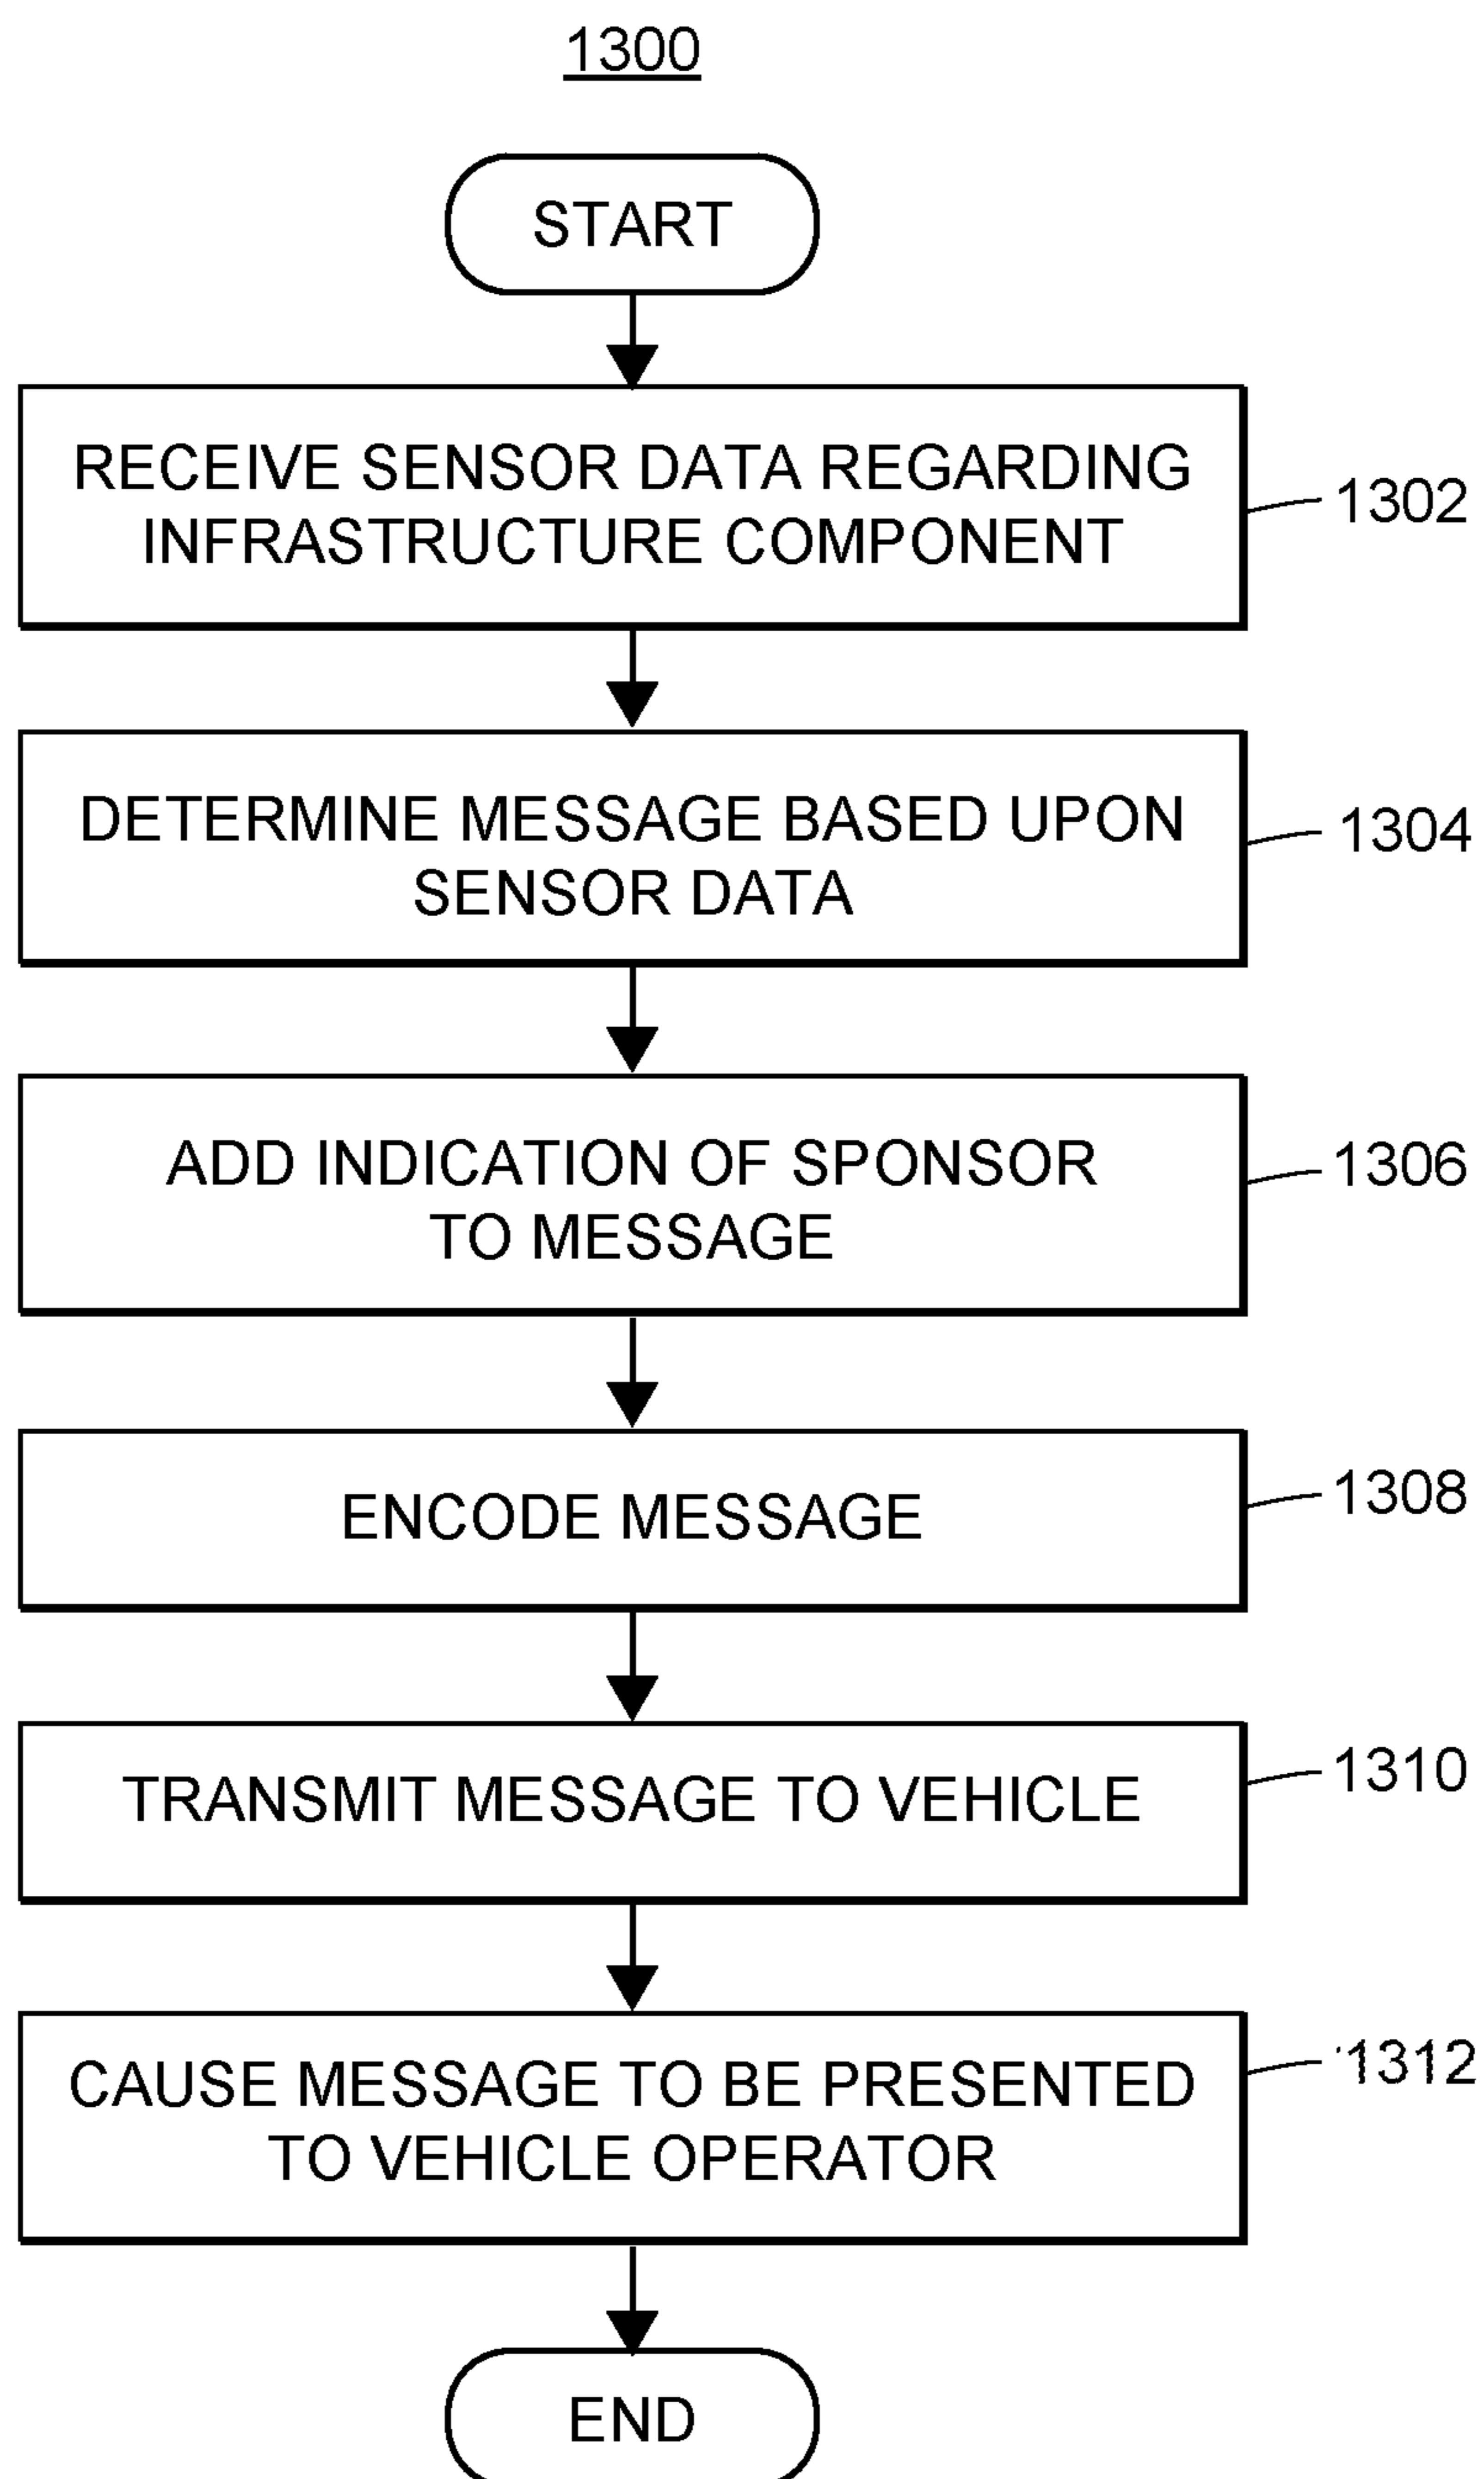 1300
START
RECEIVE SENSOR DATA REGARDING
INFRASTRUCTURE COMPONENT
1302
DETERMINE MESSAGE BASED UPON
SENSOR DATA
1304
ADD INDICATION OF SPONSOR
TO MESSAGE
1306
ENCODE MESSAGE
1308
TRANSMIT MESSAGE TO VEHICLE
1310
CAUSE MESSAGE TO BE PRESENTED
TO VEHICLE OPERATOR
1312
END